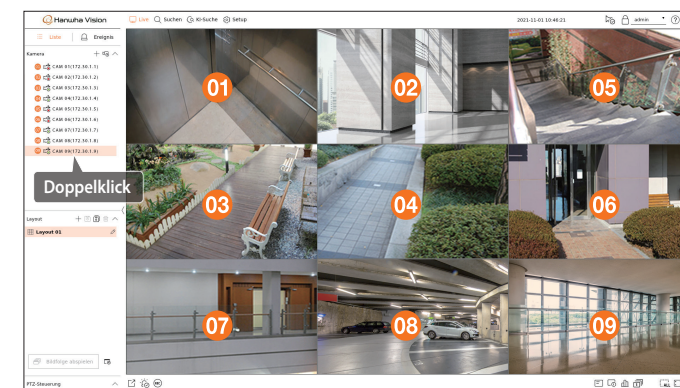 Hanwha Vision
Live
Suchen
KI-Suche
Setup
2021-11-01 10:46:21
admin
Liste
Ereignis
Kamera
CAM 01(172.30.1.1)
CAM 02(172.30.1.2)
CAM 03(172.30.1.3)
CAM 04(172.30.1.4)
CAM 05(172.30.1.5)
CAM 06(172.30.1.6)
CAM 07(172.30.1.7)
CAM 08(172.30.1.8)
CAM 09(172.30.1.9)
Doppelklick
Layout
Layout 01
Bildfolge abspielen
PTZ-Steuerung
01
02
05
03
04
06
07
08
09